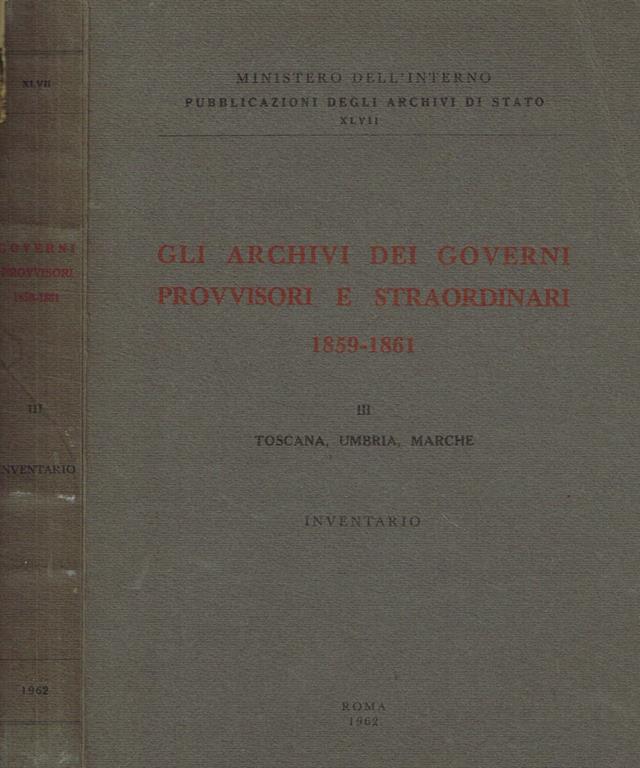 XLVII
GOVERNI
PROVVISORI
1859-1861
III
INVENTARIO
1962
MINISTERO DELL'INTERNO
PUBBLICAZIONI DEGLI ARCHIVI DI STATO
XLVII
GLI ARCHIVI DEI GOVERNI
PROVVISORI E STRAORDINARI
1859-1861
III
TOSCANA, UMBRIA, MARCHE
INVENTARIO
ROMA
1962